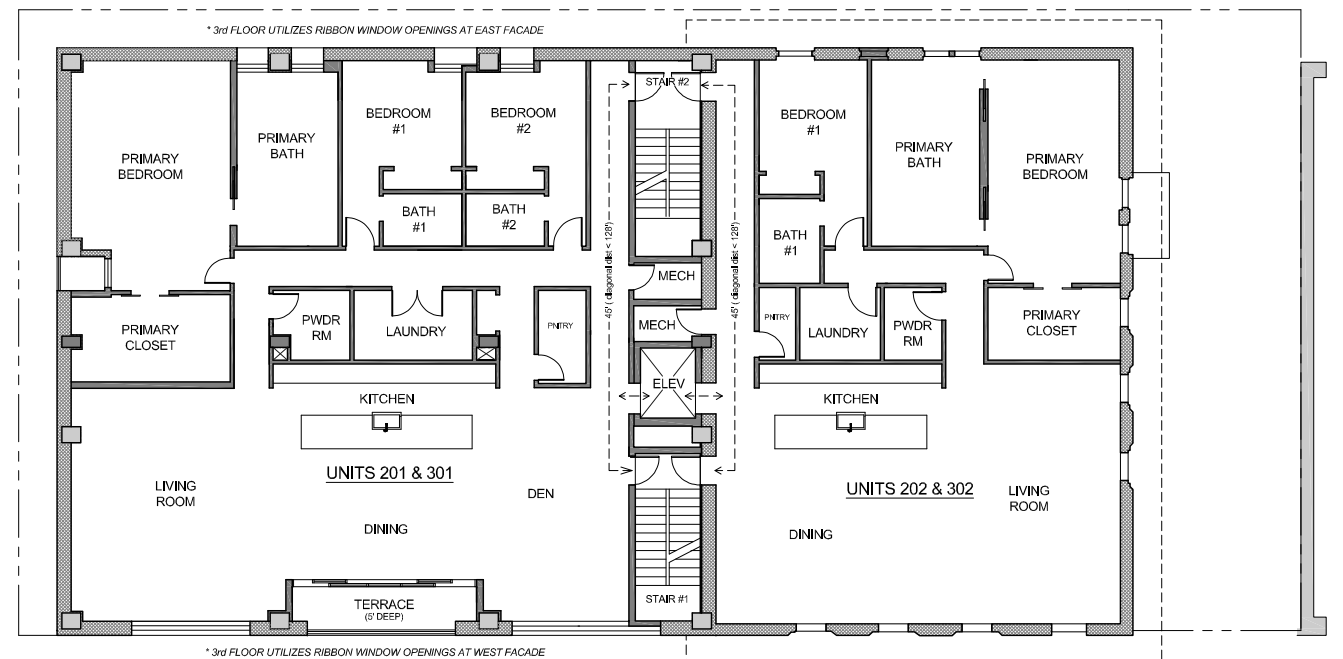 * 3rd FLOOR UTILIZES RIBBON WINDOW OPENINGS AT EAST FACADE
PRIMARY
BEDROOM
PRIMARY
BATH
BEDROOM
#1
BEDROOM
#2
BATH
#1
BATH
#2
STAIR #2
45' ( diagonal dist < 128')
45' ( diagonal dist < 128')
BEDROOM
#1
PRIMARY
BATH
PRIMARY
BEDROOM
BATH
#1
MECH
MECH
PRIMARY
CLOSET
PWDR
RM
LAUNDRY
PNTRY
ELEV
PNTRY
LAUNDRY
PWDR
RM
PRIMARY
CLOSET
KITCHEN
KITCHEN
UNITS 201 & 301
UNITS 202 & 302
LIVING
ROOM
DEN
DINING
LIVING
ROOM
DINING
TERRACE
(5' DEEP)
STAIR #1
* 3rd FLOOR UTILIZES RIBBON WINDOW OPENINGS AT WEST FACADE